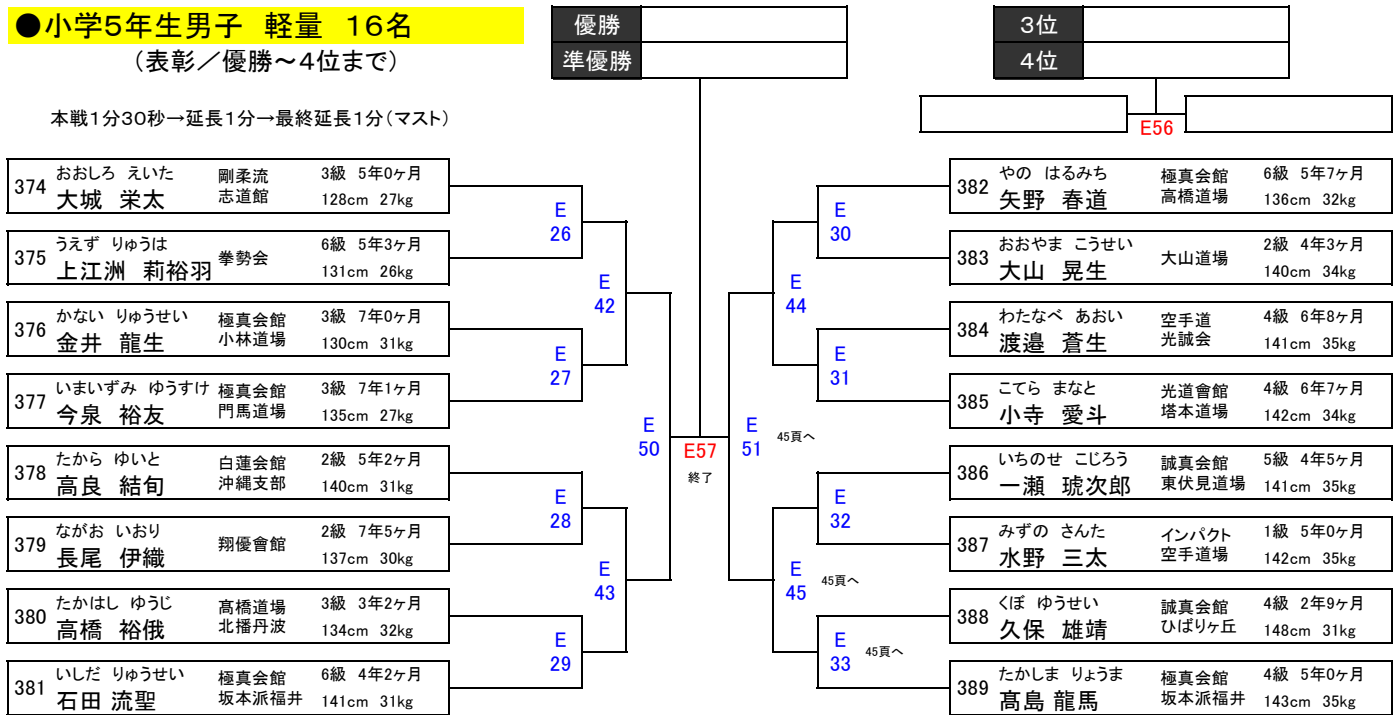 ●小学5年生男子 軽量 16名
(表彰/優勝~4位まで)
本戦1分30秒→延長1分→最終延長1分(マスト)
優勝
準優勝
3位
4位
E56
374 おおしろ えいた 剛柔流 3級 5年0ヶ月
大城 栄太 志道館 128cm 27kg
375 うえず りゅうは 拳勢会 6級 5年3ヶ月
上江洲 莉裕羽 131cm 26kg
376 かない りゅうせい 極真会館 3級 7年0ヶ月
金井 龍生 小林道場 130cm 31kg
377 いまいずみ ゆうすけ 極真会館 3級 7年1ヶ月
今泉 裕友 門馬道場 135cm 27kg
378 たから ゆいと 白蓮会館 2級 5年2ヶ月
高良 結旬 沖縄支部 140cm 31kg
379 ながお いおり 翔優會館 2級 7年5ヶ月
長尾 伊織 137cm 30kg
380 たかはし ゆうじ 髙橋道場 3級 3年2ヶ月
高橋 裕俄 北播丹波 134cm 32kg
381 いしだ りゅうせい 極真会館 6級 4年2ヶ月
石田 流聖 坂本派福井 141cm 31kg
E
26
E
27
E
28
E
29
E
42
E
43
E
50
E57
終了
E
51
45頁へ
E
44
E
45
45頁へ
E
30
E
31
E
32
E
33
45頁へ
382 やの はるみち 極真会館 6級 5年7ヶ月
矢野 春道 高橋道場 136cm 32kg
383 おおやま こうせい 大山道場 2級 4年3ヶ月
大山 晃生 140cm 34kg
384 わたなべ あおい 空手道 4級 6年8ヶ月
渡邉 蒼生 光誠会 141cm 35kg
385 こてら まなと 光道會館 4級 6年7ヶ月
小寺 愛斗 塔本道場 142cm 34kg
386 いちのせ こじろう 誠真会館 5級 4年5ヶ月
一瀬 琥次郎 東伏見道場 141cm 35kg
387 みずの さんた インパクト 1級 5年0ヶ月
水野 三太 空手道場 142cm 35kg
388 くぼ ゆうせい 誠真会館 4級 2年9ヶ月
久保 雄靖 ひばりヶ丘 148cm 31kg
389 たかしま りょうま 極真会館 4級 5年0ヶ月
髙島 龍馬 坂本派福井 143cm 35kg